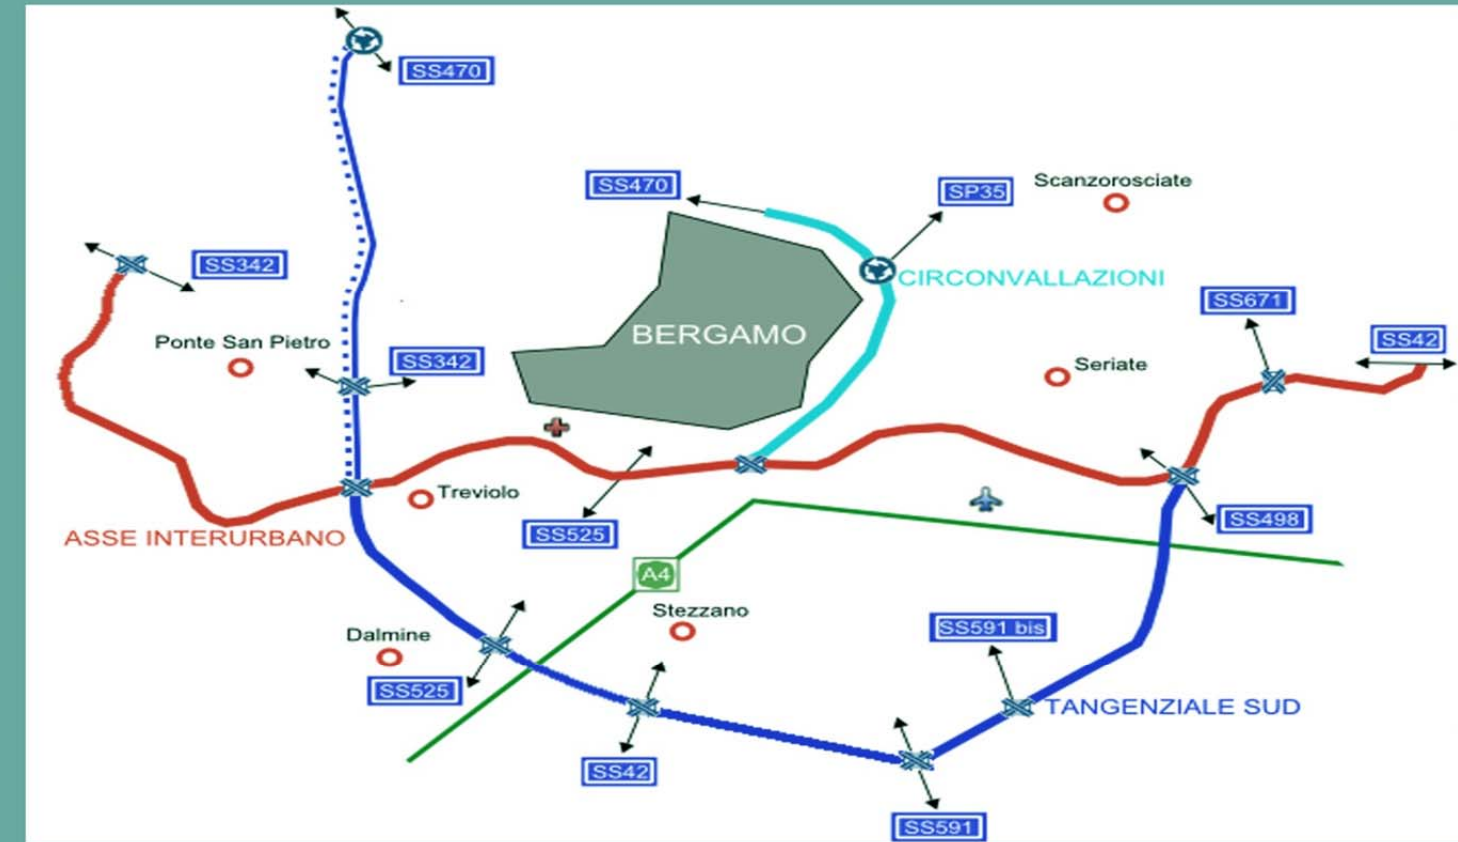 SS470
SS470
SP35
Scanzorosciate
SS342
CIRCONVALLAZIONI
SS671
BERGAMO
Ponte San Pietro
SS42
SS342
Seriate
Treviolo
SS498
SS525
ASSE INTERURBANO
A4
Stezzano
SS591 bis
Dalmine
SS525
TANGENZIALE SUD
SS42
SS591